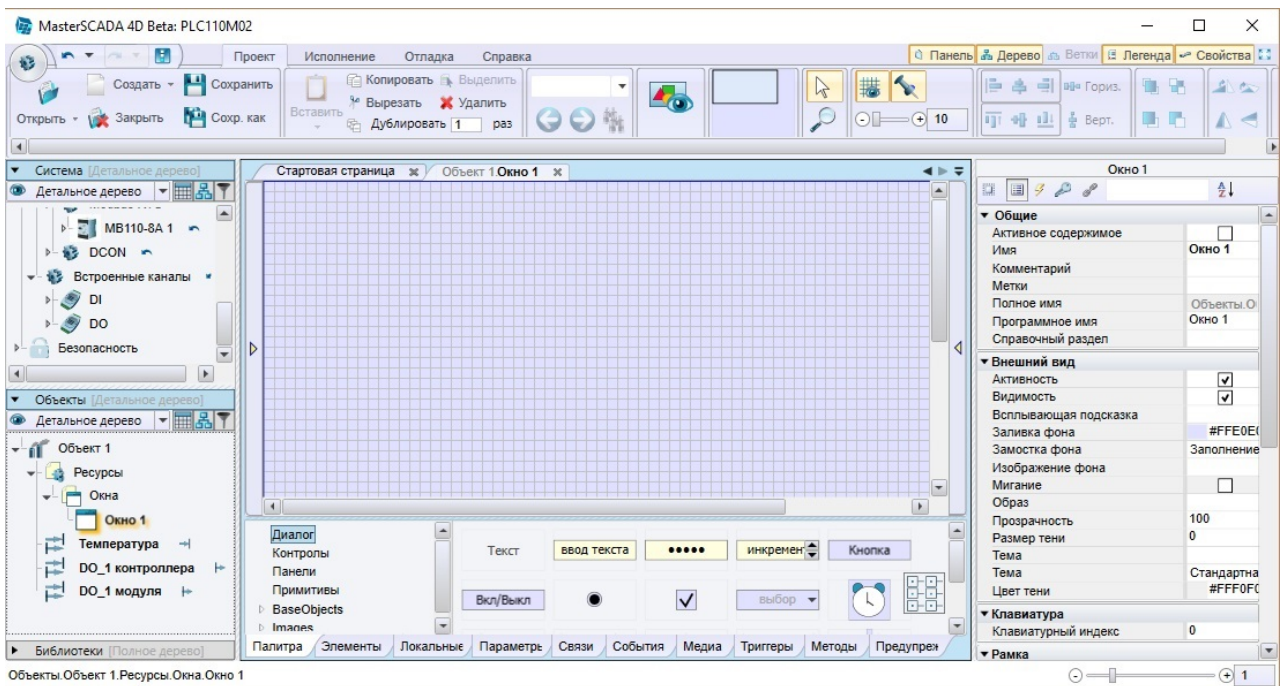 MasterSCADA 4D Beta: PLC110M02
Проект Исполнение Отладка Справка Панель Дерево Ветки Легенда Свойства
Создать Сохранить Копировать Выделить
Открыть Закрыть Сохр. как Вставить Вырезать Удалить
Дублировать 1 раз 10 Гориз. Верт.
Система [Детальное дерево]
Детальное дерево
MB110-8A 1
DCON
Встроенные каналы
DI
DO
Безопасность
Объекты [Детальное дерево]
Детальное дерево
Объект 1
Ресурсы
Окна
Окно 1
Температура
DO_1 контроллера
DO_1 модуля
Библиотеки [Полное дерево]
Стартовая страница Объект 1.Окно 1
Диалог
Контролы
Панели
Примитивы
BaseObjects
Images
Текст ввод текста инкремент Кнопка
Вкл/Выкл выбор
Палитра Элементы Локальные Параметры Связи События Медиа Триггеры Методы Предупреж
Окно 1
Общие
Активное содержимое
Имя Окно 1
Комментарий
Метки
Полное имя Объекты.О
Программное имя Окно 1
Справочный раздел
Внешний вид
Активность
Видимость
Всплывающая подсказка
Заливка фона #FFE0E0
Замостка фона Заполнение
Изображение фона
Мигание
Образ
Прозрачность 100
Размер тени 0
Тема
Тема Стандартна
Цвет тени #FFF0F0
Клавиатура
Клавиатурный индекс 0
Рамка
Объекты.Объект 1.Ресурсы.Окна.Окно 1 1